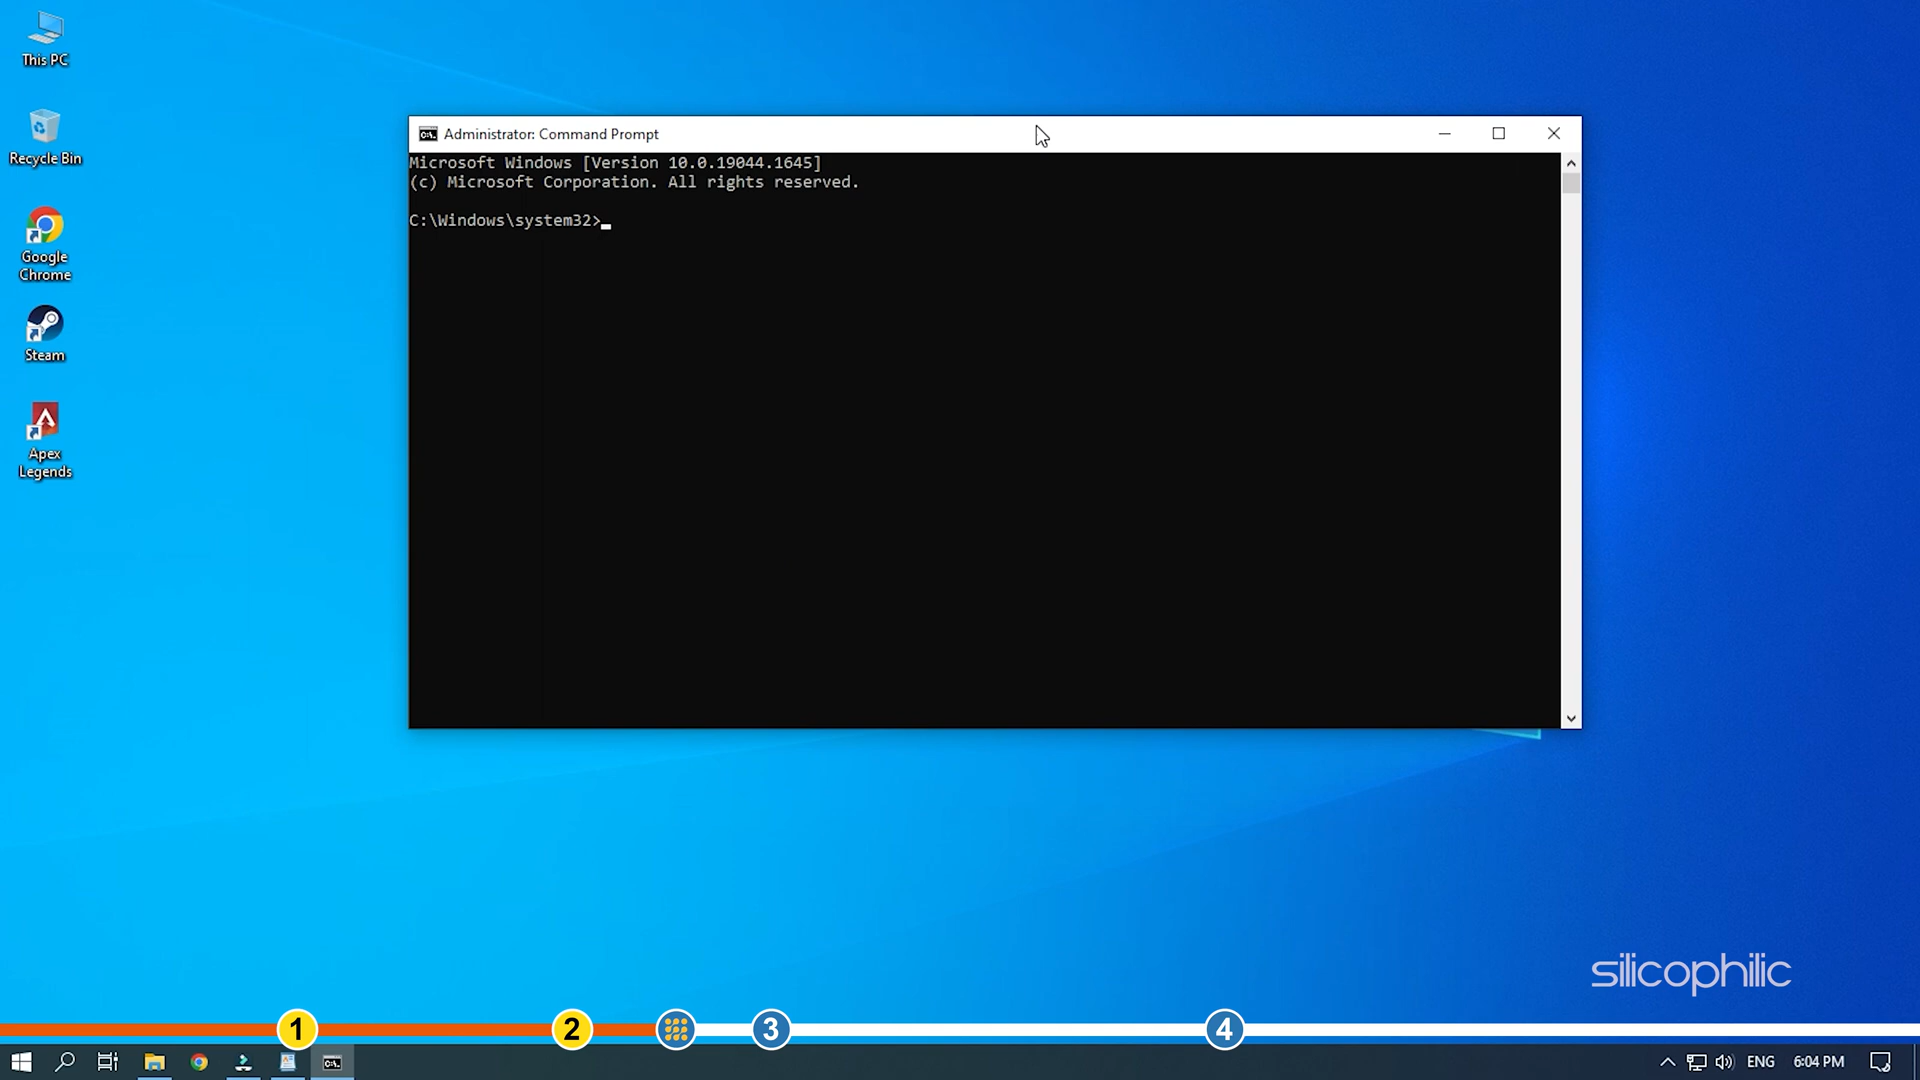 This PC
Recycle Bin
Google
Chrome
Steam
Apex
Legends
Administrator: Command Prompt
Microsoft Windows [Version 10.0.19044.1645]
(c) Microsoft Corporation. All rights reserved.
C:\Windows\system32>
silicophilic
1
2
3
4
ENG
6:04 PM